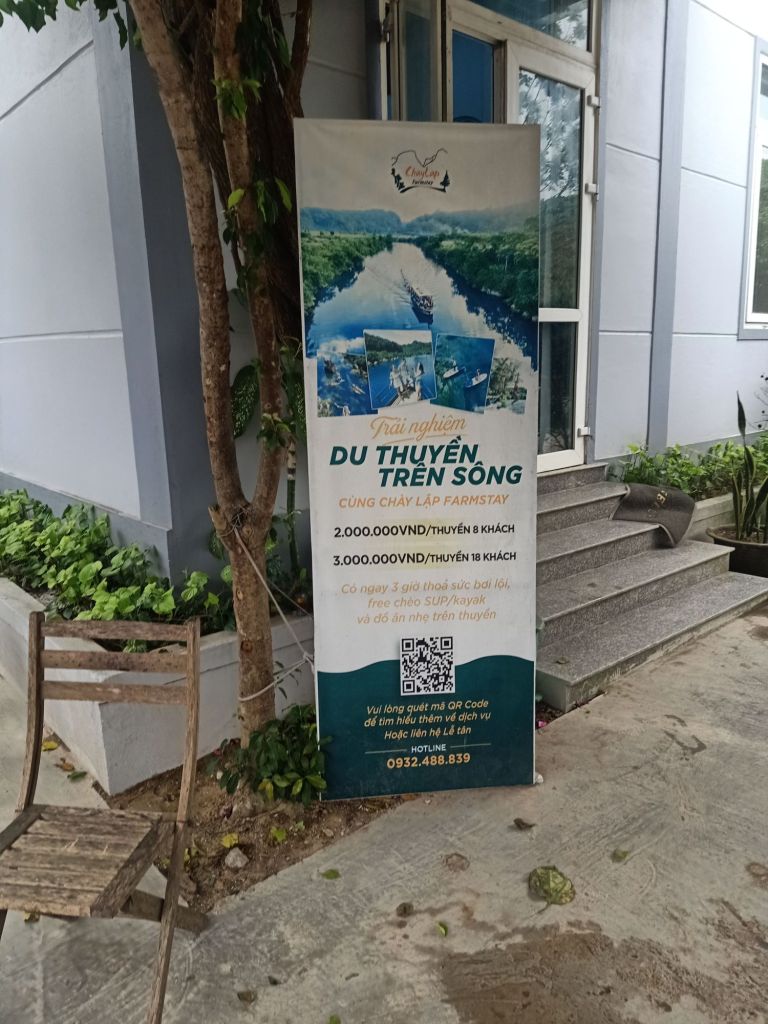 Chày Lập
Farmstay
Trải nghiệm
DU THUYỀN
TRÊN SÔNG
CÙNG CHÀY LẬP FARMSTAY
2.000.000VND/THUYỀN 8 KHÁCH
3.000.000VND/THUYỀN 18 KHÁCH
Có ngay 3 giờ thoả sức bơi lội,
free chèo SUP/kayak
và đồ ăn nhẹ trên thuyền
Vui lòng quét mã QR Code
để tìm hiểu thêm về dịch vụ
Hoặc liên hệ Lễ tân
HOTLINE
0932.488.839